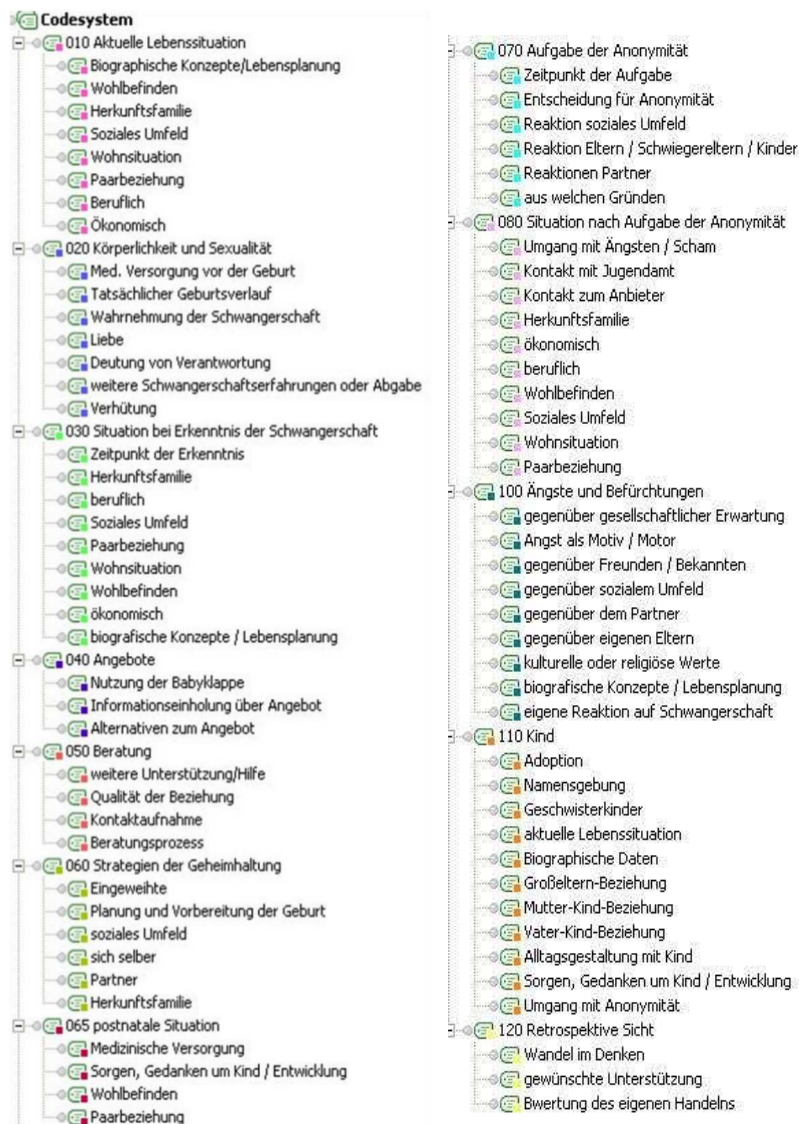 Codesystem
010 Aktuelle Lebenssituation
Biographische Konzepte/Lebensplanung
Wohlbefinden
Herkunftsfamilie
Soziales Umfeld
Wohnsituation
Paarbeziehung
Beruflich
Ökonomisch
020 Körperlichkeit und Sexualität
Med. Versorgung vor der Geburt
Tatsächlicher Geburtsverlauf
Wahrnehmung der Schwangerschaft
Liebe
Deutung von Verantwortung
weitere Schwangerschaftserfahrungen oder Abgabe
Verhütung
030 Situation bei Erkenntnis der Schwangerschaft
Zeitpunkt der Erkenntnis
Herkunftsfamilie
beruflich
Soziales Umfeld
Paarbeziehung
Wohnsituation
Wohlbefinden
ökonomisch
biografische Konzepte / Lebensplanung
040 Angebote
Nutzung der Babyklappe
Informationseinholung über Angebot
Alternativen zum Angebot
050 Beratung
weitere Unterstützung/Hilfe
Qualität der Beziehung
Kontaktaufnahme
Beratungsprozess
060 Strategien der Geheimhaltung
Eingeweihte
Planung und Vorbereitung der Geburt
soziales Umfeld
sich selber
Partner
Herkunftsfamilie
065 postnatale Situation
Medizinische Versorgung
Sorgen, Gedanken um Kind / Entwicklung
Wohlbefinden
Paarbeziehung
070 Aufgabe der Anonymität
Zeitpunkt der Aufgabe
Entscheidung für Anonymität
Reaktion soziales Umfeld
Reaktion Eltern / Schwiegereltern / Kinder
Reaktionen Partner
aus welchen Gründen
080 Situation nach Aufgabe der Anonymität
Umgang mit Ängsten / Scham
Kontakt mit Jugendamt
Kontakt zum Anbieter
Herkunftsfamilie
ökonomisch
beruflich
Wohlbefinden
Soziales Umfeld
Wohnsituation
Paarbeziehung
100 Ängste und Befürchtungen
gegenüber gesellschaftlicher Erwartung
Angst als Motiv / Motor
gegenüber Freunden / Bekannten
gegenüber sozialem Umfeld
gegenüber dem Partner
gegenüber eigenen Eltern
kulturelle oder religiöse Werte
biografische Konzepte / Lebensplanung
eigene Reaktion auf Schwangerschaft
110 Kind
Adoption
Namensgebung
Geschwisterkinder
aktuelle Lebenssituation
Biographische Daten
Großeltern-Beziehung
Mutter-Kind-Beziehung
Vater-Kind-Beziehung
Alltagsgestaltung mit Kind
Sorgen, Gedanken um Kind / Entwicklung
Umgang mit Anonymität
120 Retrospektive Sicht
Wandel im Denken
gewünschte Unterstützung
Bwertung des eigenen Handelns